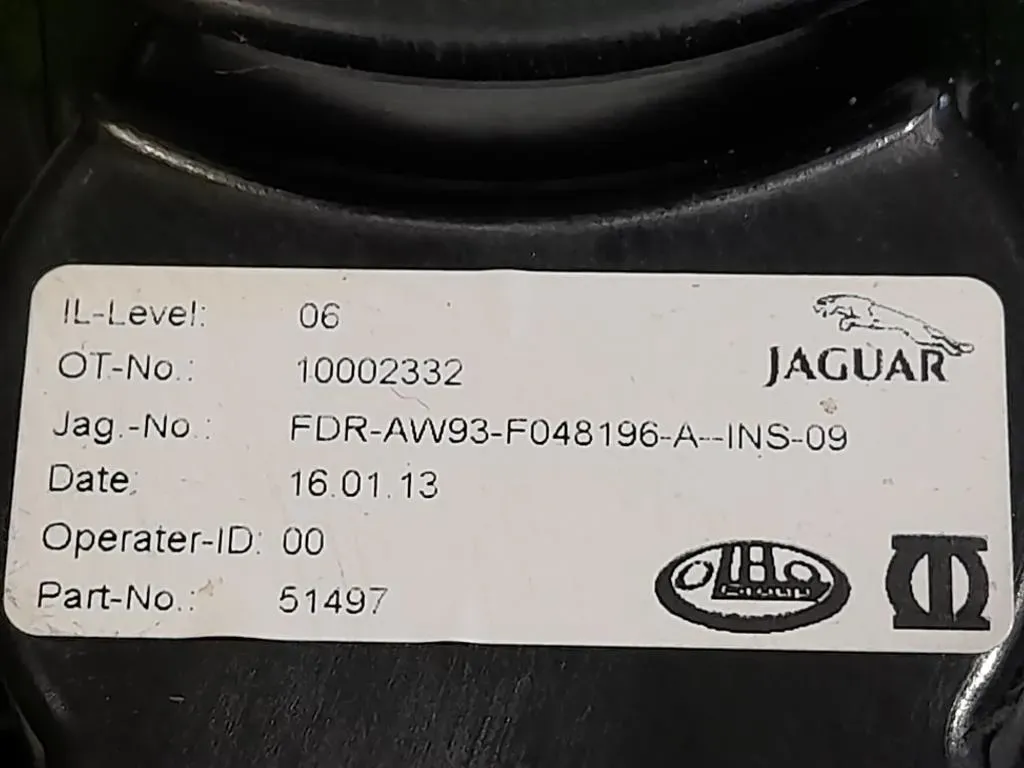 IL-Level: 06
OT-No.: 10002332
Jag.-No.: FDR-AW93-F048196-A--INS-09
Date: 16.01.13
Operater-ID: 00
Part-No.: 51497
JAGUAR